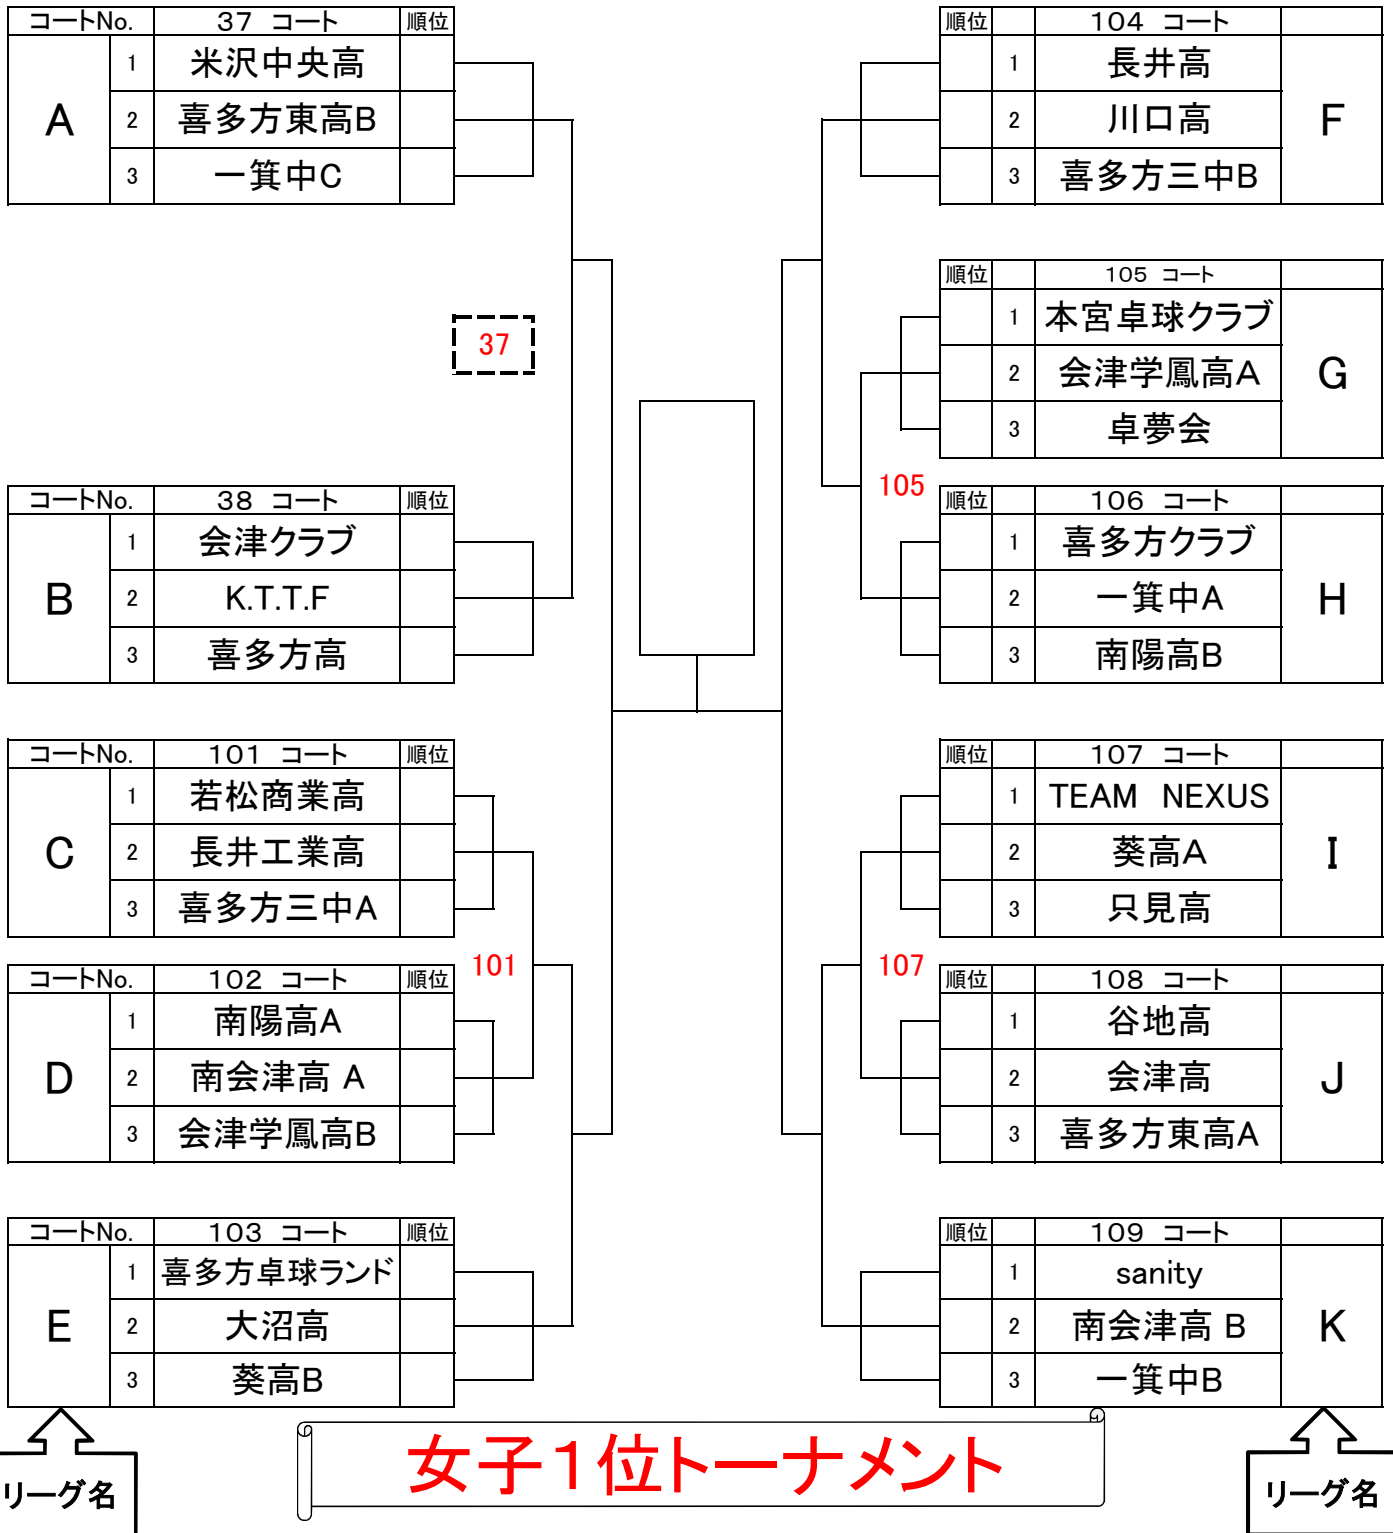 コートNo. 37 コート 順位
A
1 米沢中央高
2 喜多方東高B
3 一箕中C
37
コートNo. 38 コート 順位
B
1 会津クラブ
2 K.T.T.F
3 喜多方高
コートNo. 101 コート 順位
C
1 若松商業高
2 長井工業高
3 喜多方三中A
101
コートNo. 102 コート 順位
D
1 南陽高A
2 南会津高 A
3 会津学鳳高B
コートNo. 103 コート 順位
E
1 喜多方卓球ランド
2 大沼高
3 葵高B
リーグ名
順位 104 コート
F
1 長井高
2 川口高
3 喜多方三中B
順位 105 コート
G
1 本宮卓球クラブ
2 会津学鳳高A
3 卓夢会
105
順位 106 コート
H
1 喜多方クラブ
2 一箕中A
3 南陽高B
順位 107 コート
I
1 TEAM NEXUS
2 葵高A
3 只見高
107
順位 108 コート
J
1 谷地高
2 会津高
3 喜多方東高A
順位 109 コート
K
1 sanity
2 南会津高 B
3 一箕中B
リーグ名
女子1位トーナメント